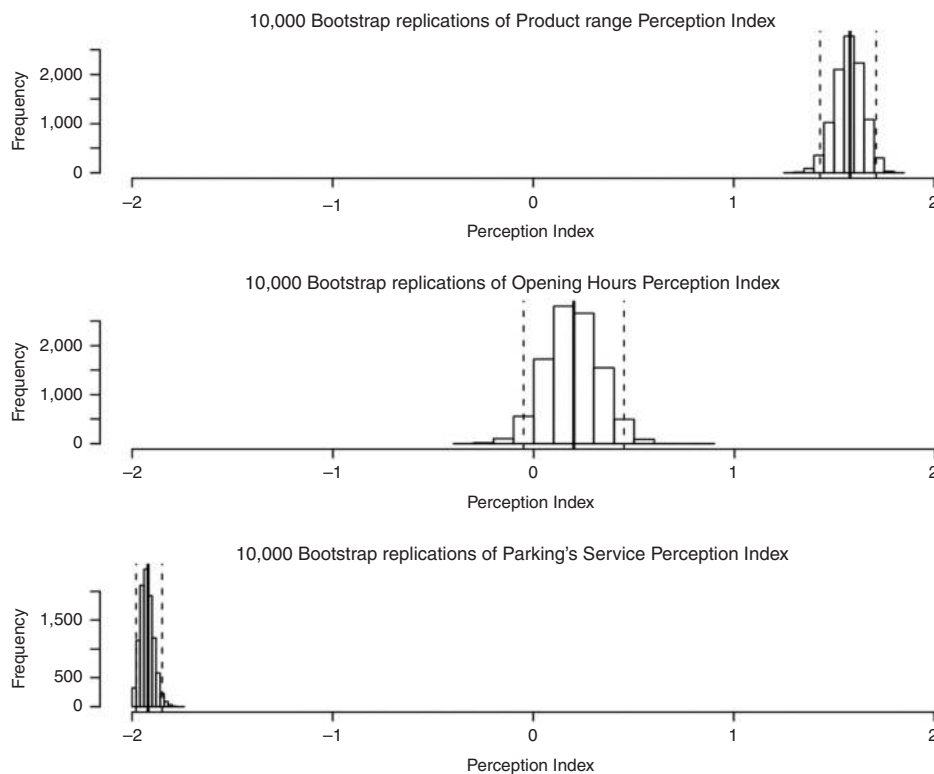 10,000 Bootstrap replications of Product range Perception Index
Frequency
2,000
1,000
0
–2
–1
0
1
2
Perception Index
10,000 Bootstrap replications of Opening Hours Perception Index
Frequency
2,000
1,000
0
–2
–1
0
1
2
Perception Index
10,000 Bootstrap replications of Parking's Service Perception Index
Frequency
1,500
500
0
–2
–1
0
1
2
Perception Index